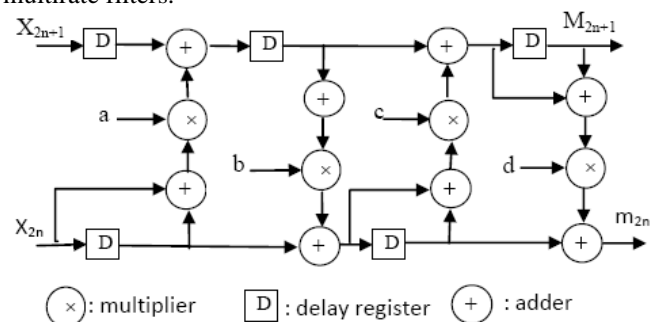 multirate filters.
X2n+1 D + D + D M2n+1
+ +
a × c ×
b × d ×
+ +
X2n D + D + m2n
× : multiplier D : delay register + : adder